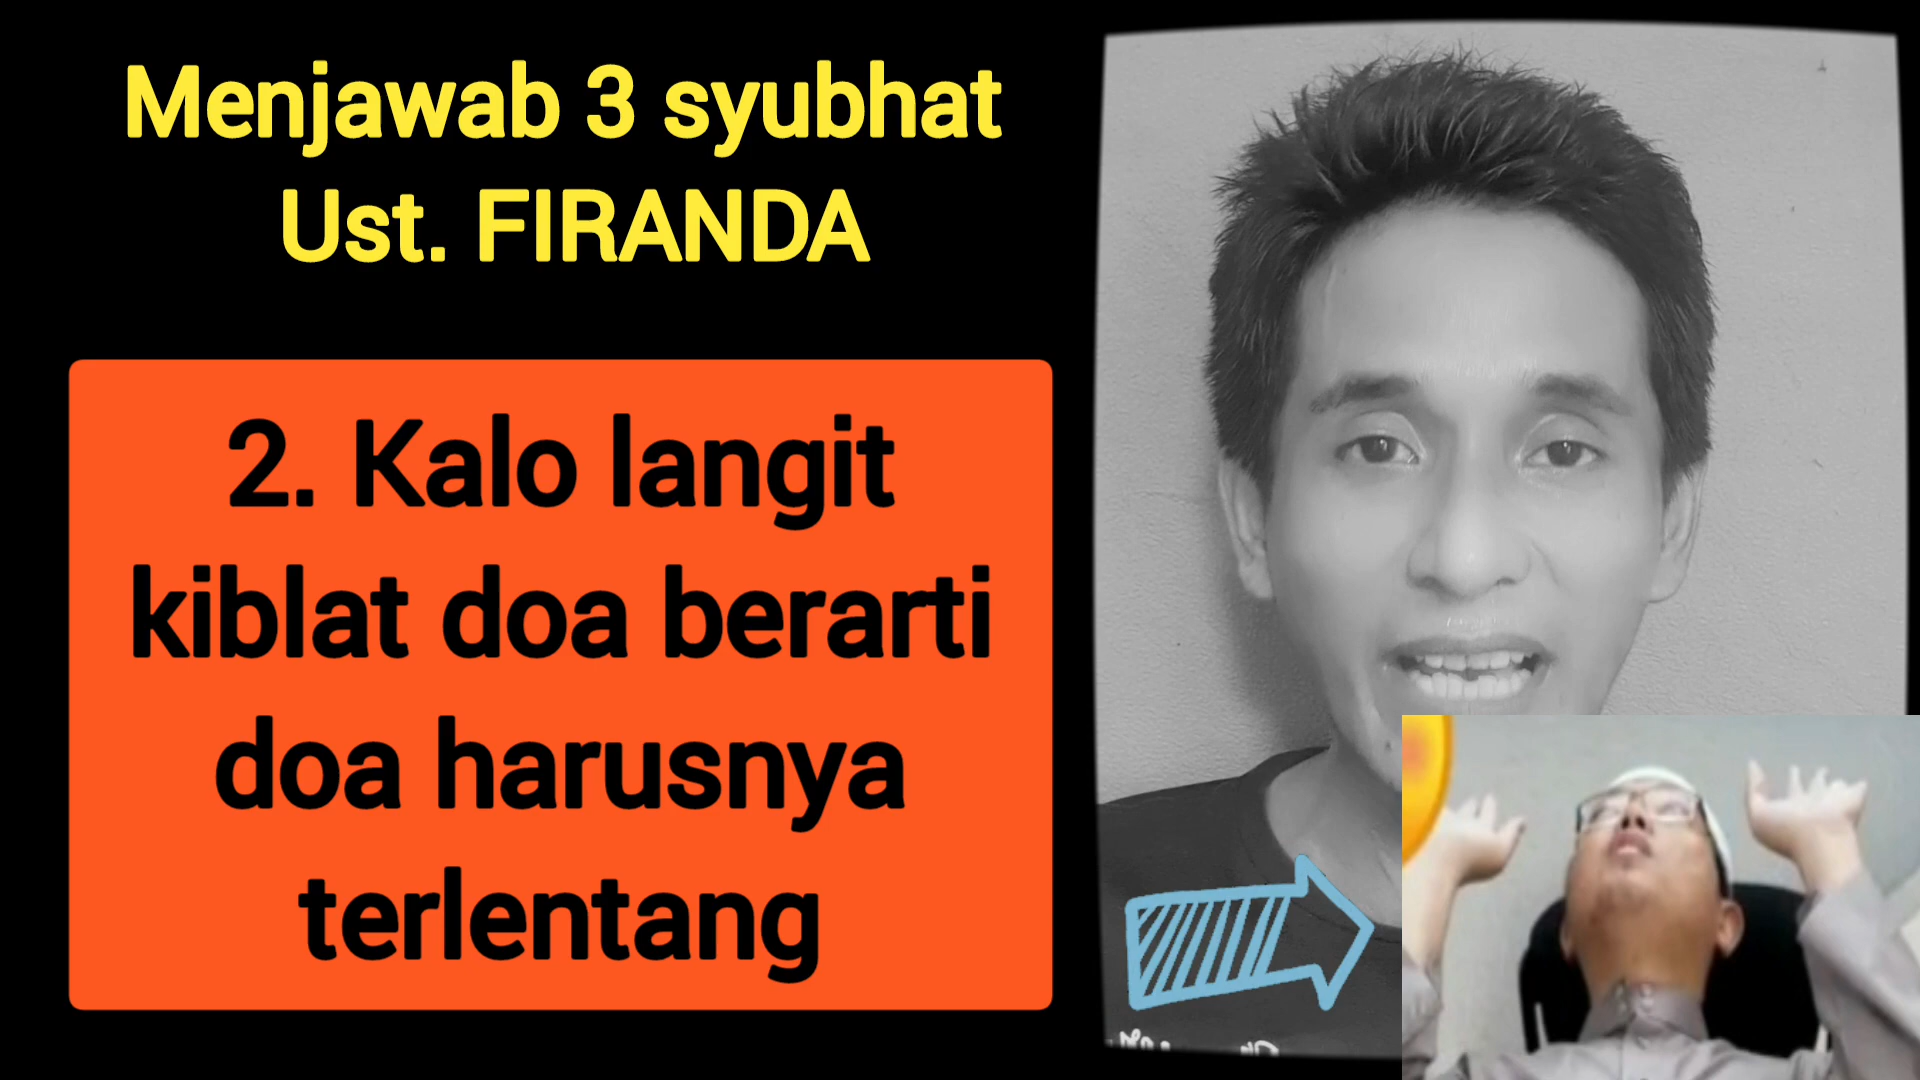 Menjawab 3 syubhat
Ust. FIRANDA
2. Kalo langit
kiblat doa berarti
doa harusnya
terlentang